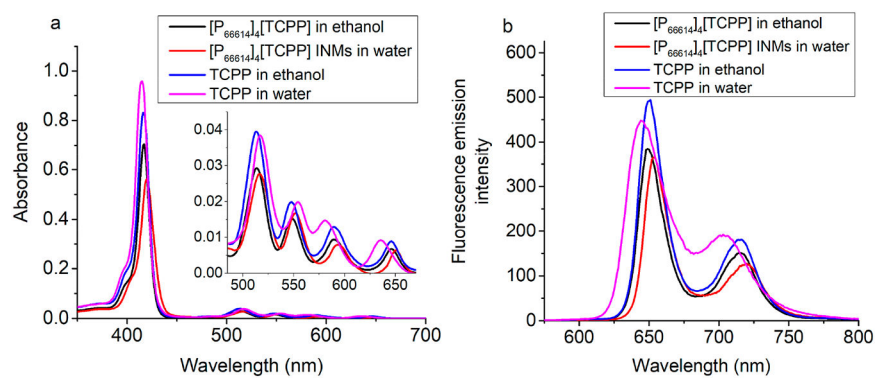 a
[P66614]4[TCPP] in ethanol
[P66614]4[TCPP] INMs in water
TCPP in ethanol
TCPP in water
1.0
0.8
0.6
0.4
0.2
0.0
Absorbance
0.04
0.03
0.02
0.01
0.00
500 550 600 650
400 500 600 700
Wavelength (nm)
b
[P66614]4[TCPP] in ethanol
[P66614]4[TCPP] INMs in water
TCPP in ethanol
TCPP in water
600
500
400
300
200
100
0
Fluorescence emission
intensity
600 650 700 750 800
Wavelength (nm)